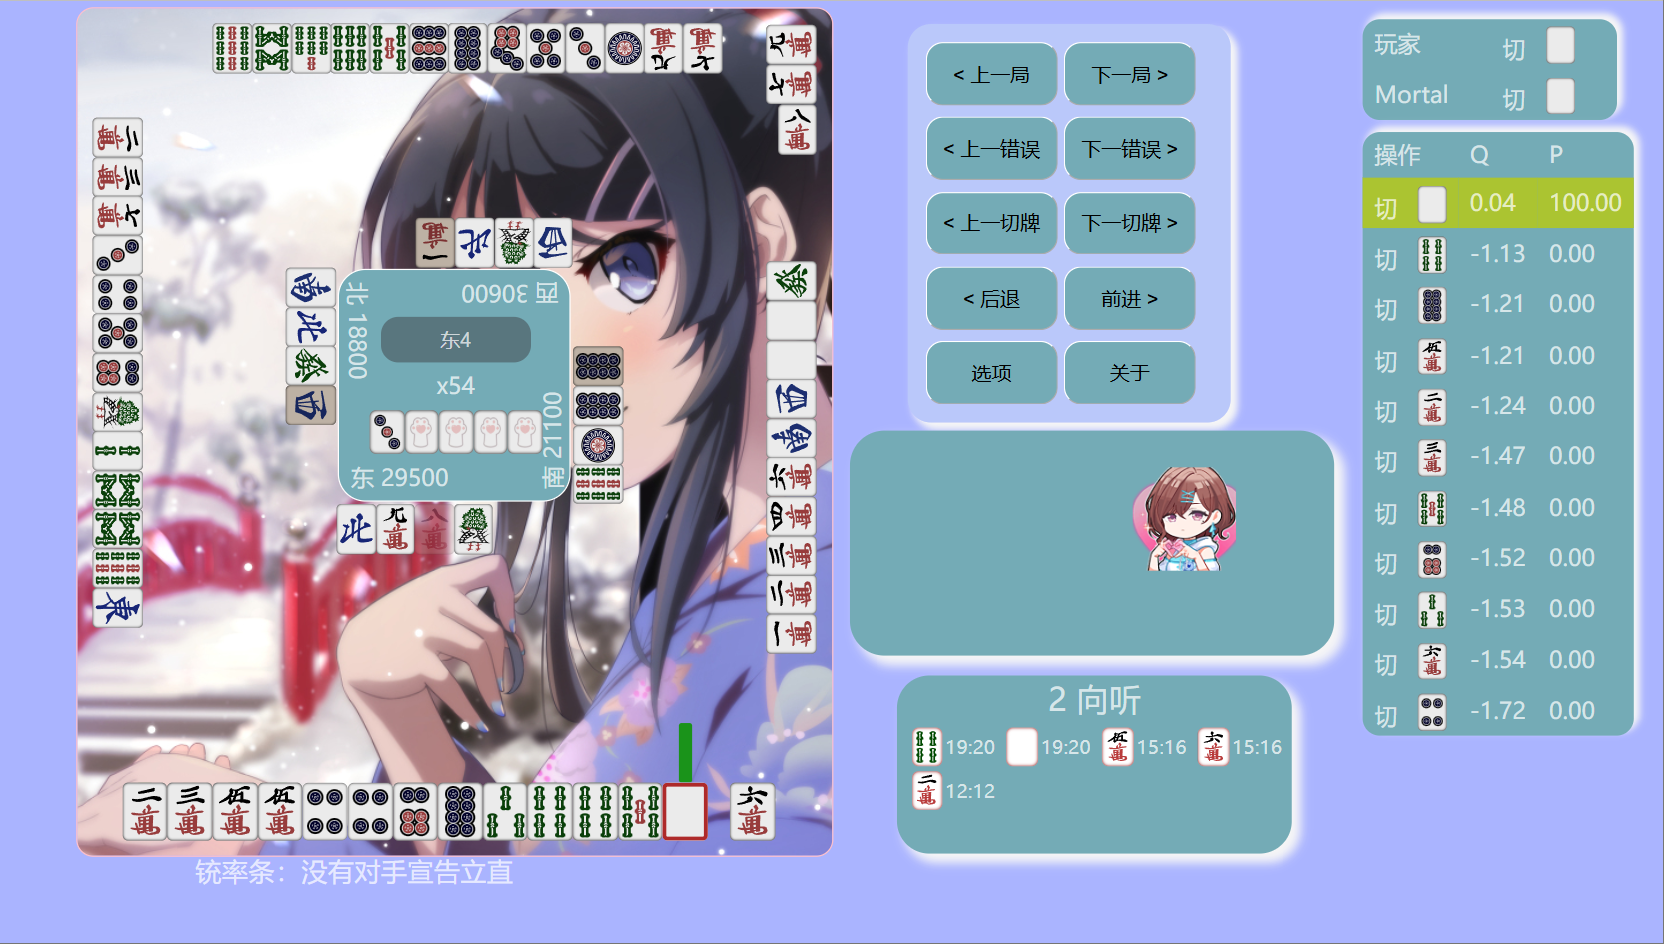 北 18800
西 30600
东4
x54
南 21100
东 29500
铳率条：没有对手宣告立直
< 上一局
下一局 >
< 上一错误
下一错误 >
< 上一切牌
下一切牌 >
< 后退
前进 >
选项
关于
2 向听
19:20
19:20
15:16
15:16
12:12
玩家 切
Mortal 切
操作 Q P
切 0.04 100.00
切 -1.13 0.00
切 -1.21 0.00
切 -1.21 0.00
切 -1.24 0.00
切 -1.47 0.00
切 -1.48 0.00
切 -1.52 0.00
切 -1.53 0.00
切 -1.54 0.00
切 -1.72 0.00